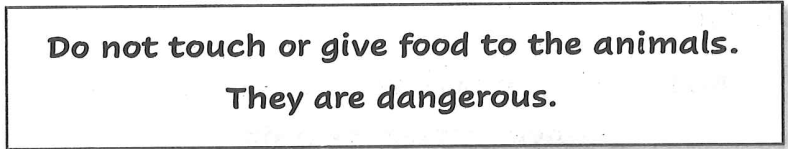 Do not touch or give food to the animals.
They are dangerous.